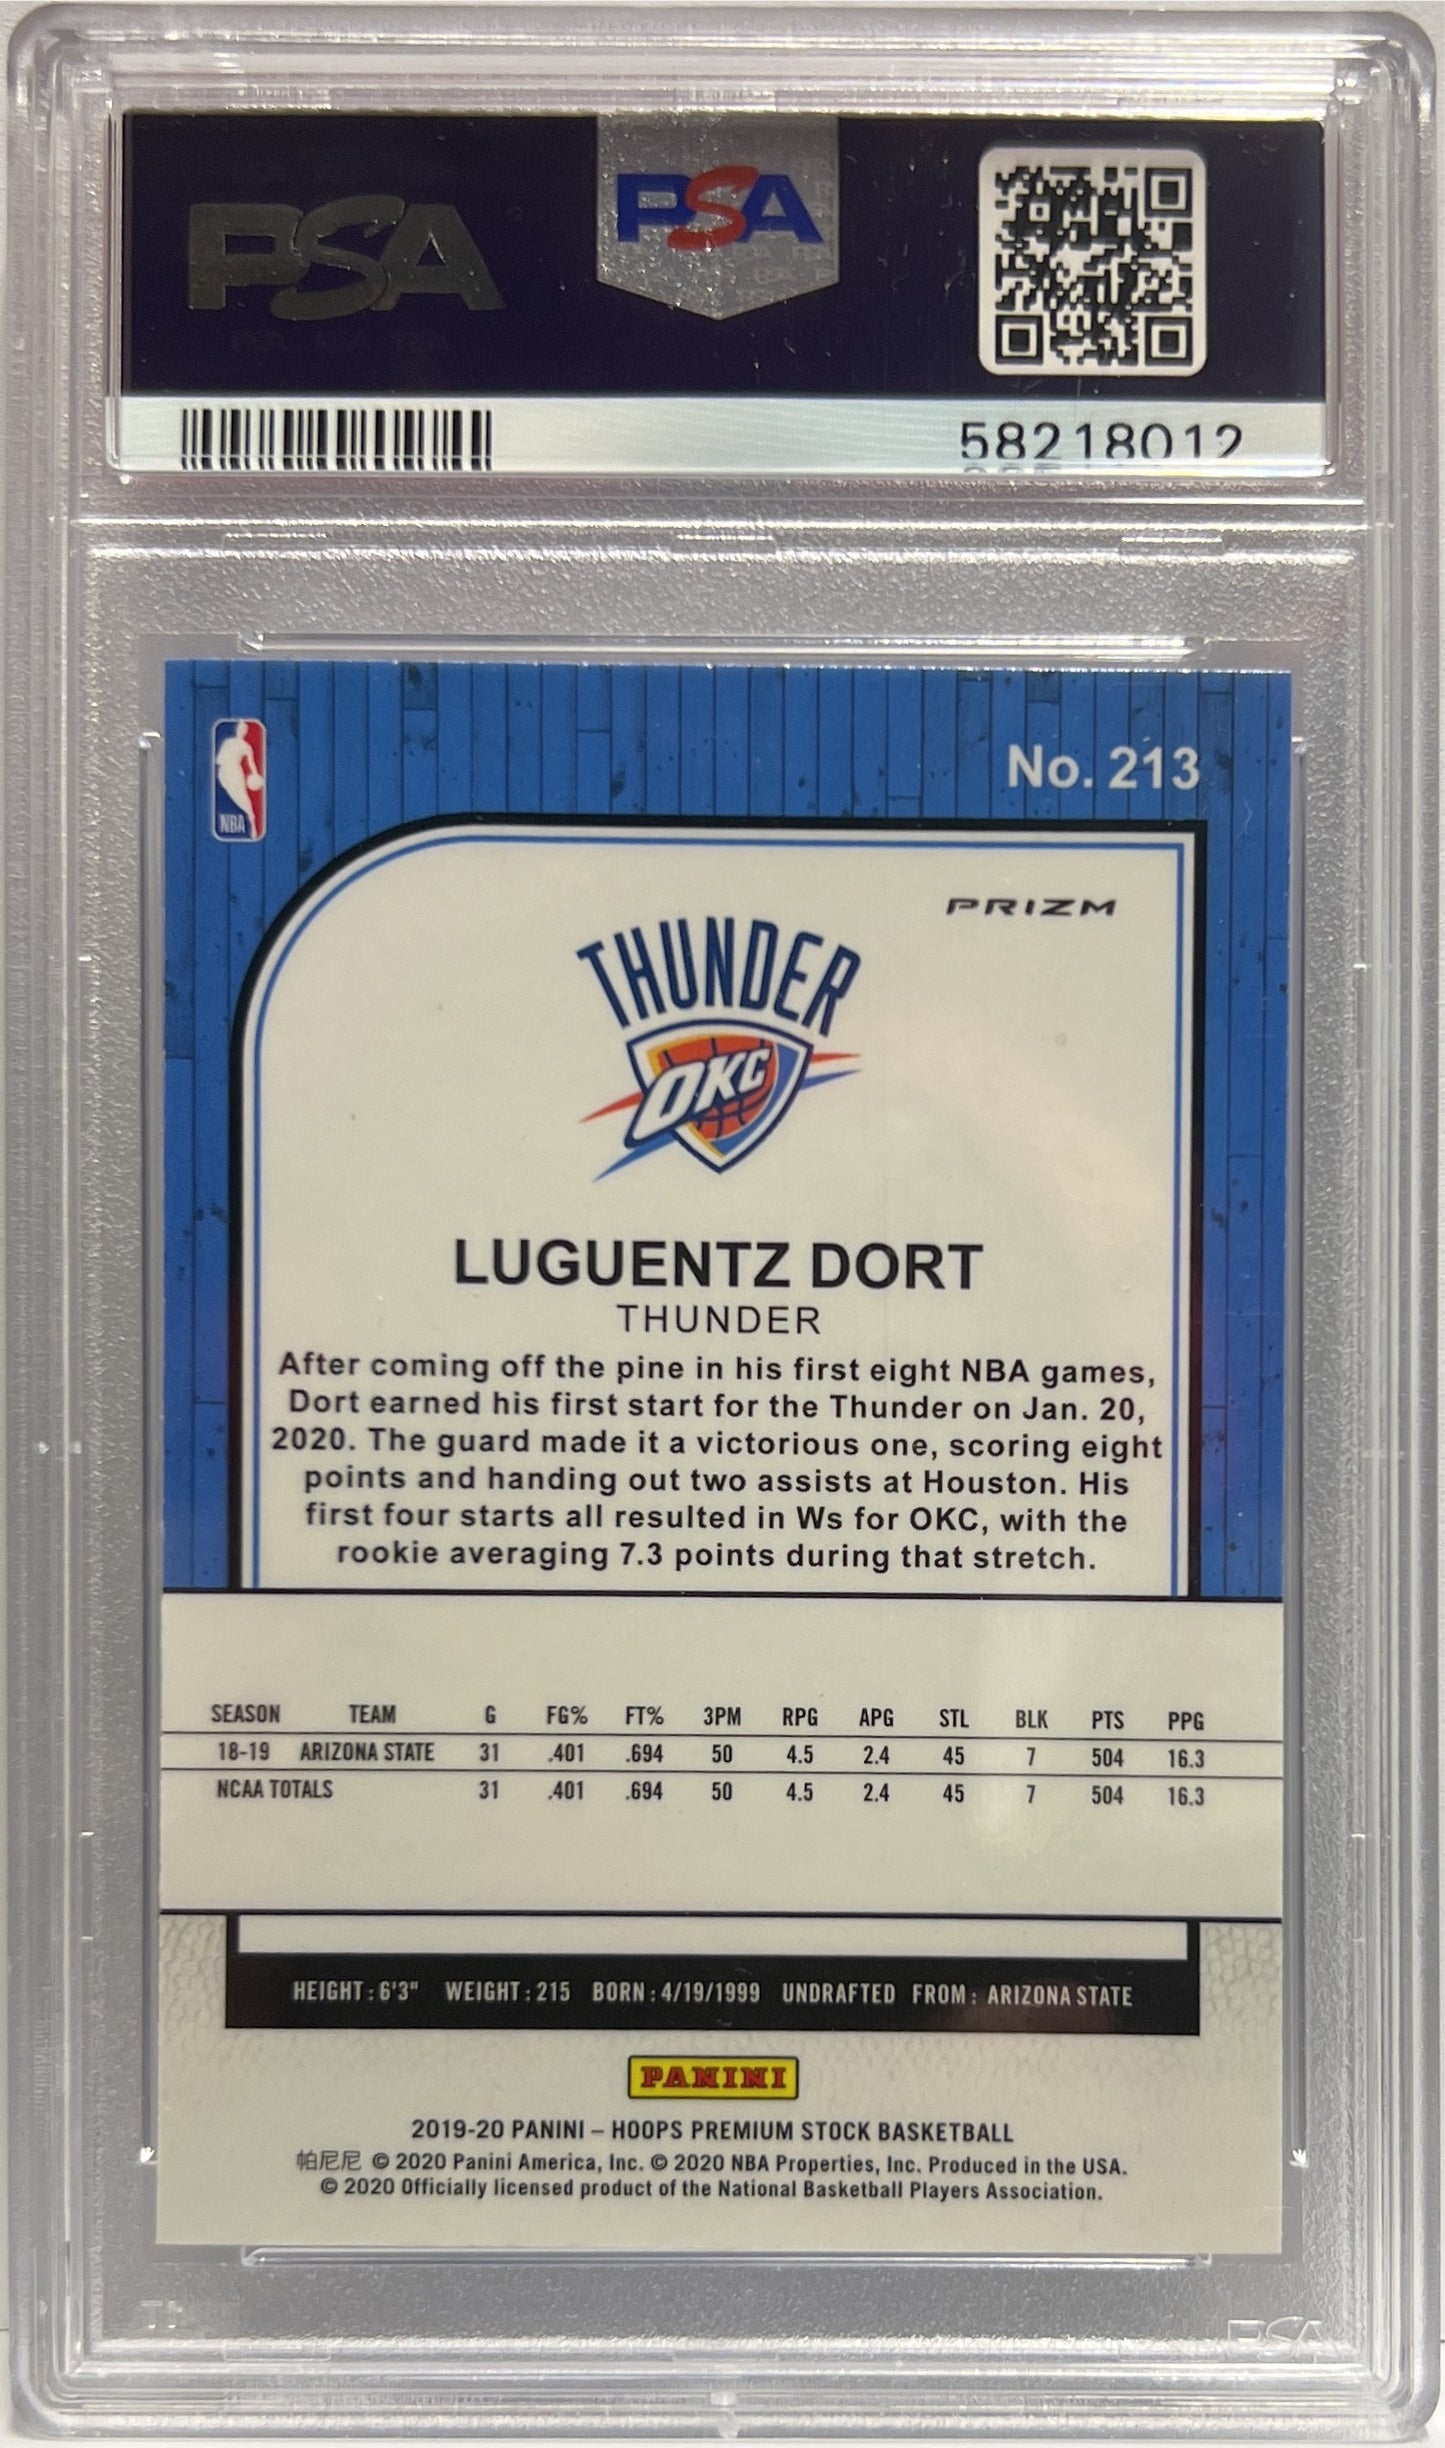 PSA
PSA
58218012
NBA
No. 213
PRIZM
THUNDER
OKC
LUGUENTZ DORT
THUNDER
After coming off the pine in his first eight NBA games,
Dort earned his first start for the Thunder on Jan. 20,
2020. The guard made it a victorious one, scoring eight
points and handing out two assists at Houston. His
first four starts all resulted in Ws for OKC, with the
rookie averaging 7.3 points during that stretch.
SEASON TEAM G FG% FT% 3PM RPG APG STL BLK PTS PPG
18-19 ARIZONA STATE 31 .401 .694 50 4.5 2.4 45 7 504 16.3
NCAA TOTALS 31 .401 .694 50 4.5 2.4 45 7 504 16.3
HEIGHT: 6'3" WEIGHT: 215 BORN: 4/19/1999 UNDRAFTED FROM: ARIZONA STATE
PANINI
2019-20 PANINI – HOOPS PREMIUM STOCK BASKETBALL
帕尼尼 © 2020 Panini America, Inc. © 2020 NBA Properties, Inc. Produced in the USA.
© 2020 Officially licensed product of the National Basketball Players Association.
PSA